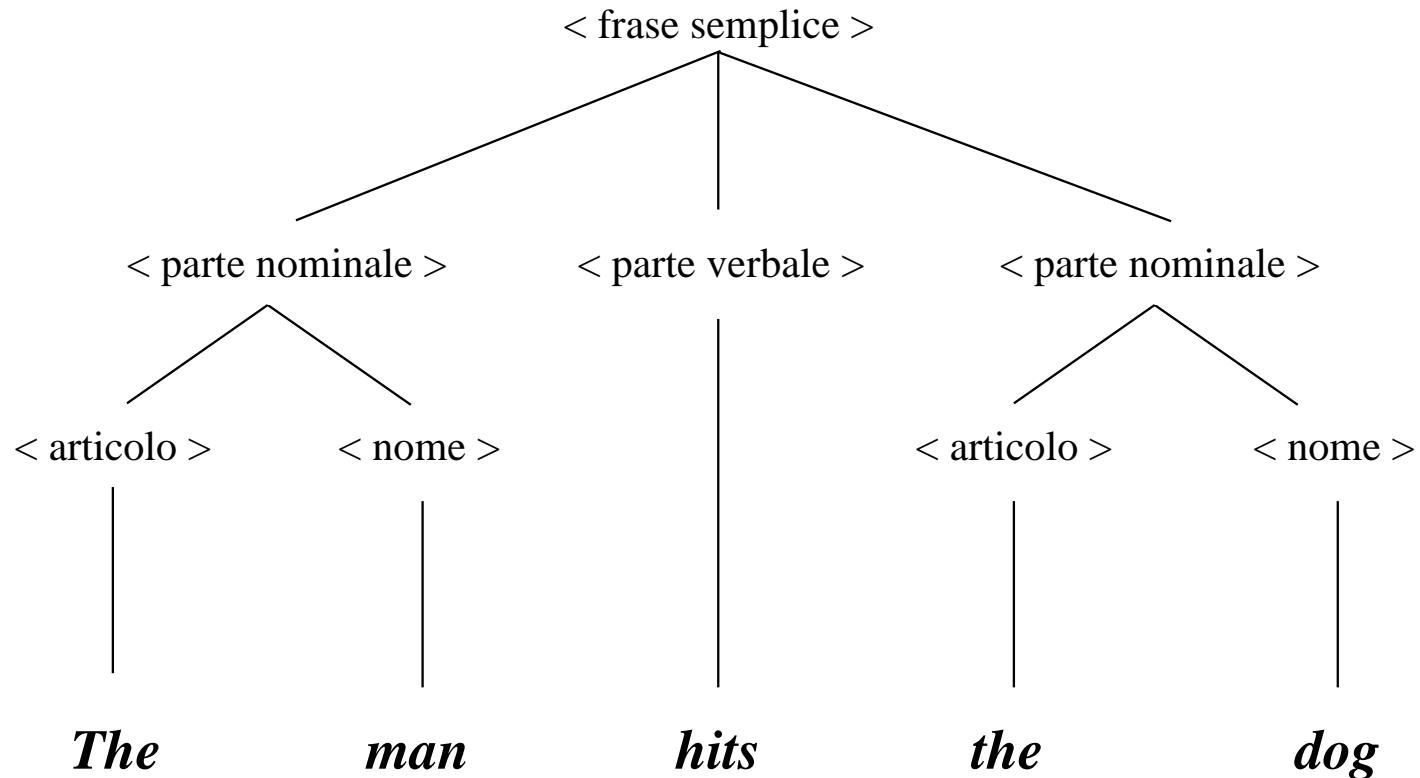 < frase semplice >
< parte nominale > < parte verbale > < parte nominale >
< articolo > < nome > < articolo > < nome >
The man hits the dog